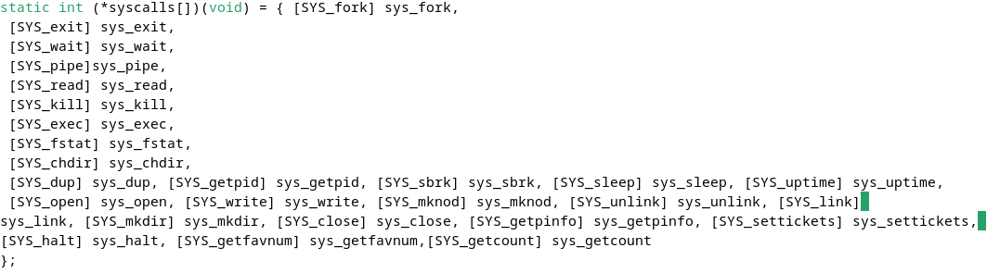 static int (*syscalls[])(void) = { [SYS_fork] sys_fork,
[SYS_exit] sys_exit,
[SYS_wait] sys_wait,
[SYS_pipe]sys_pipe,
[SYS_read] sys_read,
[SYS_kill] sys_kill,
[SYS_exec] sys_exec,
[SYS_fstat] sys_fstat,
[SYS_chdir] sys_chdir,
[SYS_dup] sys_dup, [SYS_getpid] sys_getpid, [SYS_sbrk] sys_sbrk, [SYS_sleep] sys_sleep, [SYS_uptime] sys_uptime,
[SYS_open] sys_open, [SYS_write] sys_write, [SYS_mknod] sys_mknod, [SYS_unlink] sys_unlink, [SYS_link]
sys_link, [SYS_mkdir] sys_mkdir, [SYS_close] sys_close, [SYS_getpinfo] sys_getpinfo, [SYS_settickets] sys_settickets,
[SYS_halt] sys_halt, [SYS_getfavnum] sys_getfavnum,[SYS_getcount] sys_getcount
};